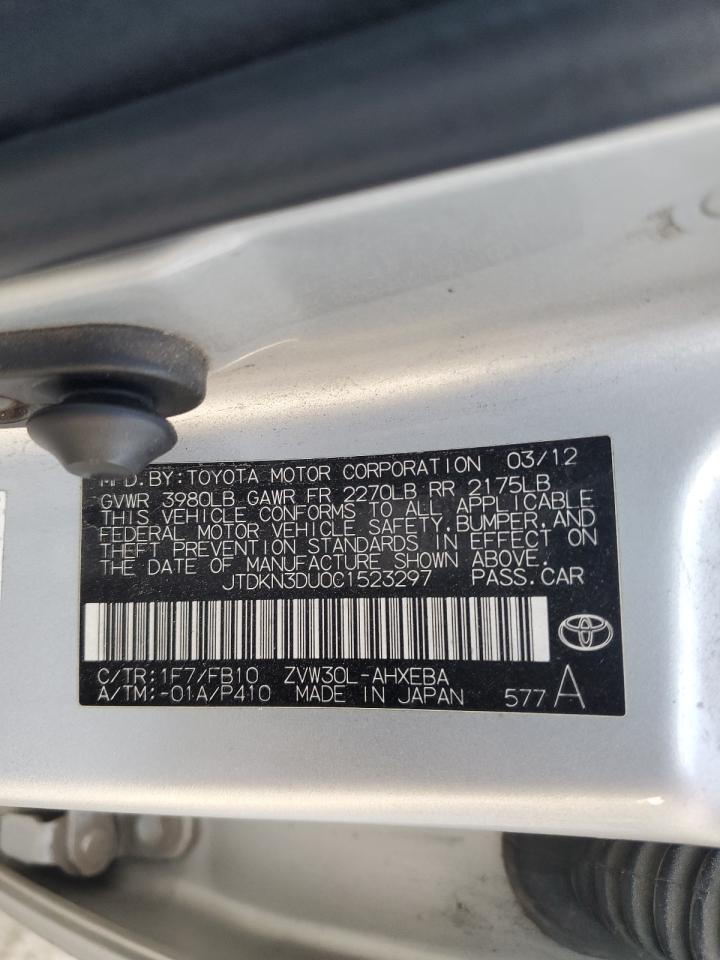 MFD.BY:TOYOTA MOTOR CORPORATION 03/12
GVWR 3980LB GAWR FR 2270LB RR 2175LB
THIS VEHICLE CONFORMS TO ALL APPLICABLE
FEDERAL MOTOR VEHICLE SAFETY,BUMPER,AND
THEFT PREVENTION STANDARDS IN EFFECT ON
THE DATE OF MANUFACTURE SHOWN ABOVE.
JTDKN3DU0C1523297 PASS.CAR
C/TR:1F7/FB10 ZVW30L-AHXEBA
A/TM:-01A/P410 MADE IN JAPAN 577 A